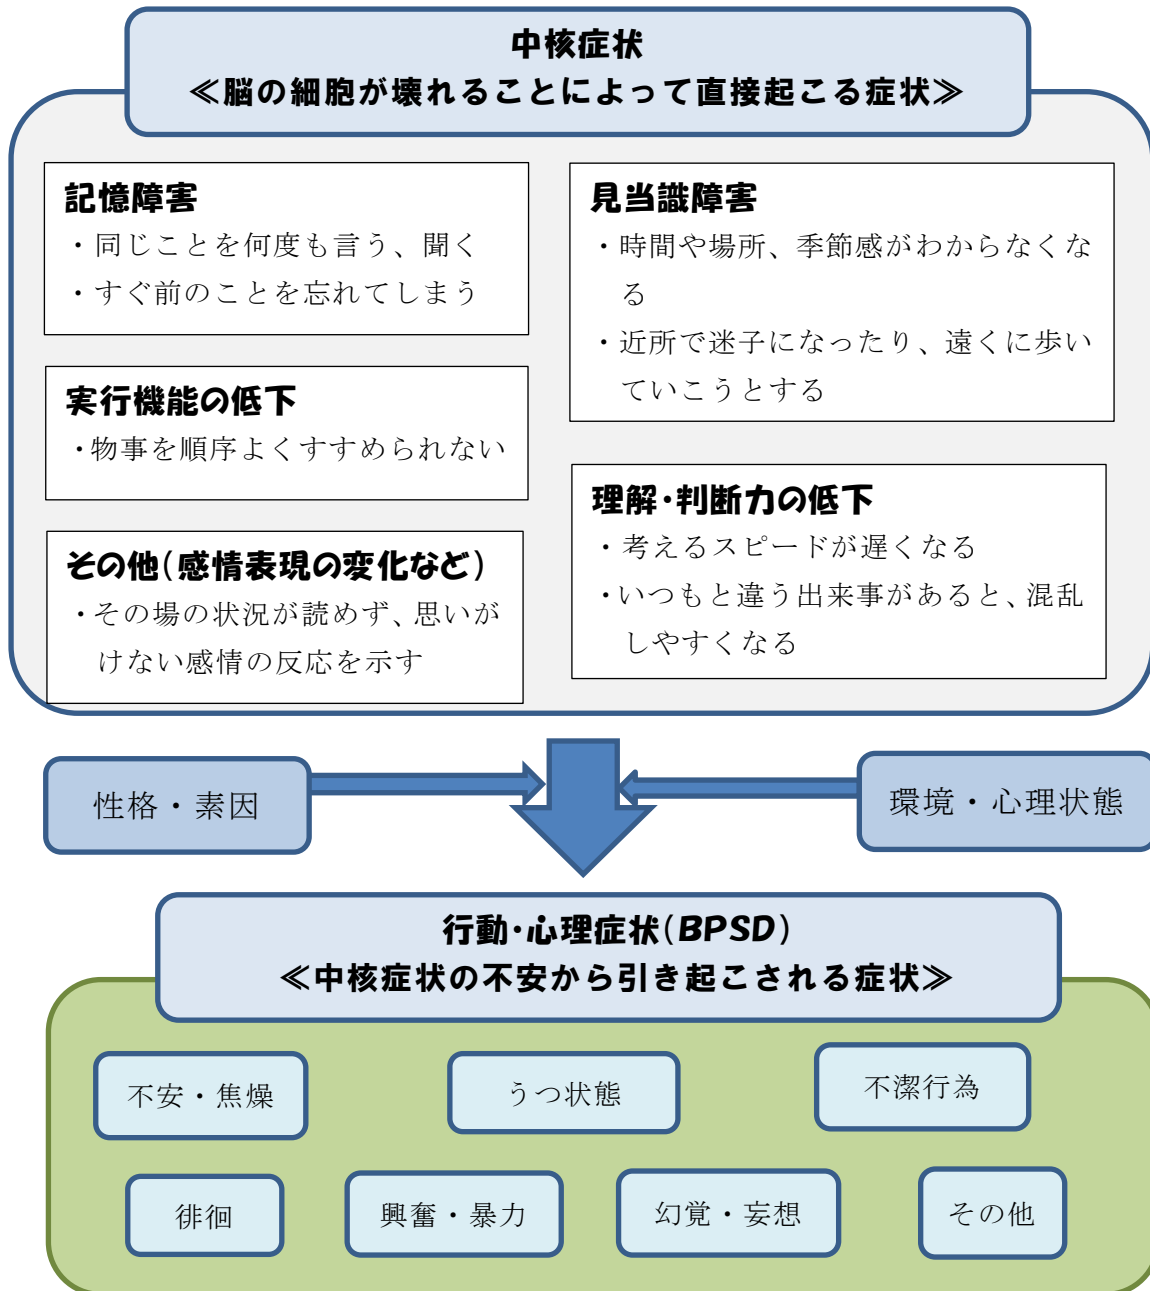 中核症状
≪脳の細胞が壊れることによって直接起こる症状≫
記憶障害
・同じことを何度も言う、聞く
・すぐ前のことを忘れてしまう
実行機能の低下
・物事を順序よくすすめられない
その他(感情表現の変化など)
・その場の状況が読めず、思いが
けない感情の反応を示す
見当識障害
・時間や場所、季節感がわからなくな
る
・近所で迷子になったり、遠くに歩い
ていこうとする
理解・判断力の低下
・考えるスピードが遅くなる
・いつもと違う出来事があると、混乱
しやすくなる
性格・素因
環境・心理状態
行動・心理症状(BPSD)
≪中核症状の不安から引き起こされる症状≫
不安・焦燥
うつ状態
不潔行為
徘徊
興奮・暴力
幻覚・妄想
その他